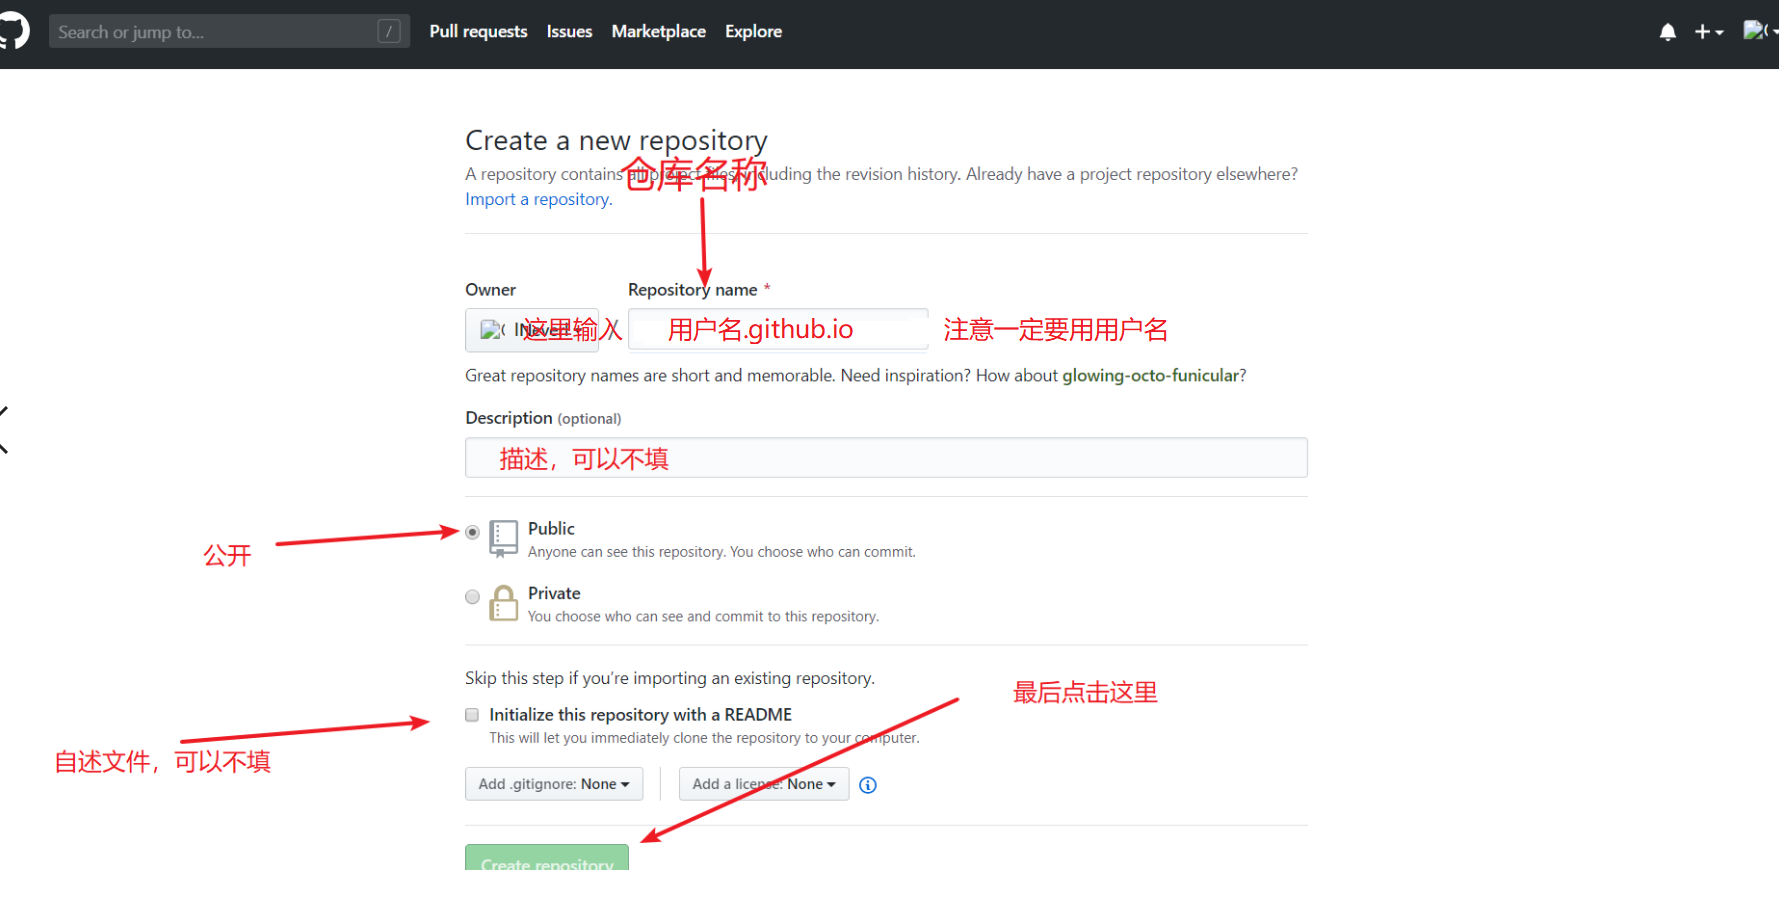 Search or jump to... / Pull requests Issues Marketplace Explore
Create a new repository
仓库名称
A repository contains all project files, including the revision history. Already have a project repository elsewhere?
Import a repository.
Owner Repository name *
这里输入 / 用户名.github.io 注意一定要用用户名
Great repository names are short and memorable. Need inspiration? How about glowing-octo-funicular?
Description (optional)
描述，可以不填
公开
Public
Anyone can see this repository. You choose who can commit.
Private
You choose who can see and commit to this repository.
Skip this step if you’re importing an existing repository.
最后点击这里
Initialize this repository with a README
This will let you immediately clone the repository to your computer.
自述文件，可以不填
Add .gitignore: None Add a license: None
Create repository